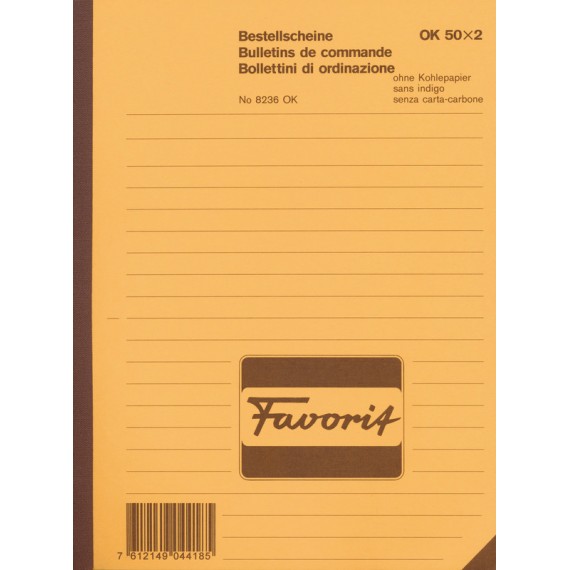 Bestellscheine OK 50×2
Bulletins de commande
Bollettini di ordinazione
ohne Kohlepapier
sans indigo
No 8236 OK senza carta-carbone
Favorit
7 612149 044185